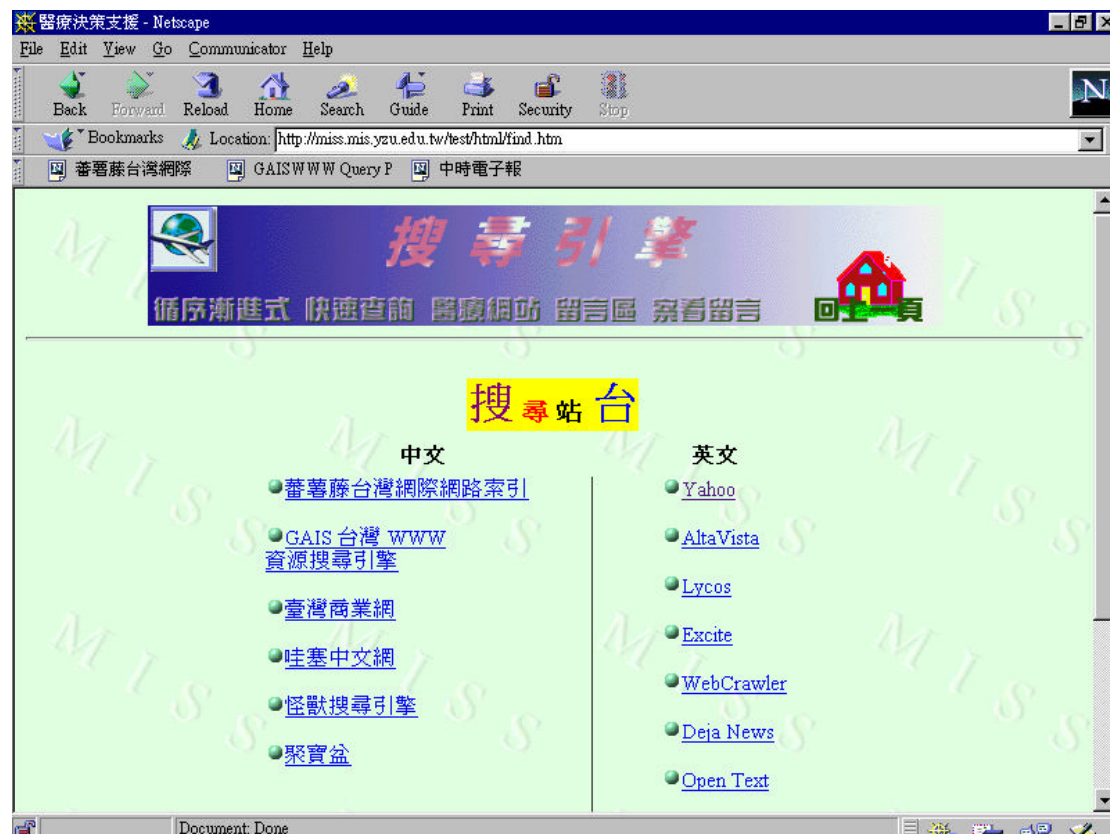 醫療決策支援 - Netscape
File Edit View Go Communicator Help
Back Forward Reload Home Search Guide Print Security Stop
N
Bookmarks Location: http://miss.mis.yzu.edu.tw/test/html/find.htm
蕃署藤台灣網際 GAISWWW Query P 中時電子報
搜尋引擎
循序漸進式 快速查詢 醫療網站 留言區 察看留言 回上一頁
搜尋站台
中文 英文
蕃薯藤台灣網際網路索引 Yahoo
GAIS 台灣 WWW AltaVista
資源搜尋引擎
Lycos
臺灣商業網
Excite
哇塞中文網
WebCrawler
怪獸搜尋引擎
Deja News
聚寶盆
Open Text
M I S S
Document: Done